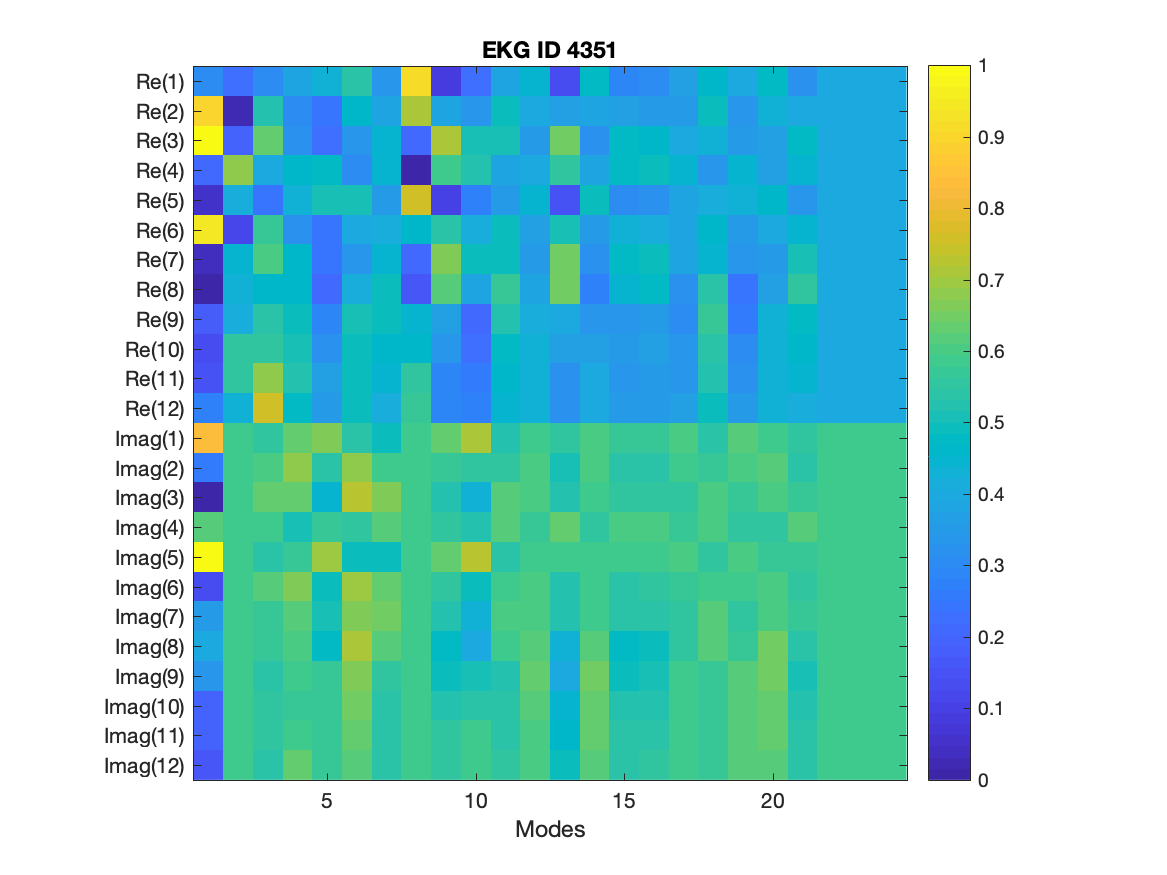 EKG ID 4351
Re(1)
Re(2)
Re(3)
Re(4)
Re(5)
Re(6)
Re(7)
Re(8)
Re(9)
Re(10)
Re(11)
Re(12)
Imag(1)
Imag(2)
Imag(3)
Imag(4)
Imag(5)
Imag(6)
Imag(7)
Imag(8)
Imag(9)
Imag(10)
Imag(11)
Imag(12)
5 10 15 20
Modes
1
0.9
0.8
0.7
0.6
0.5
0.4
0.3
0.2
0.1
0